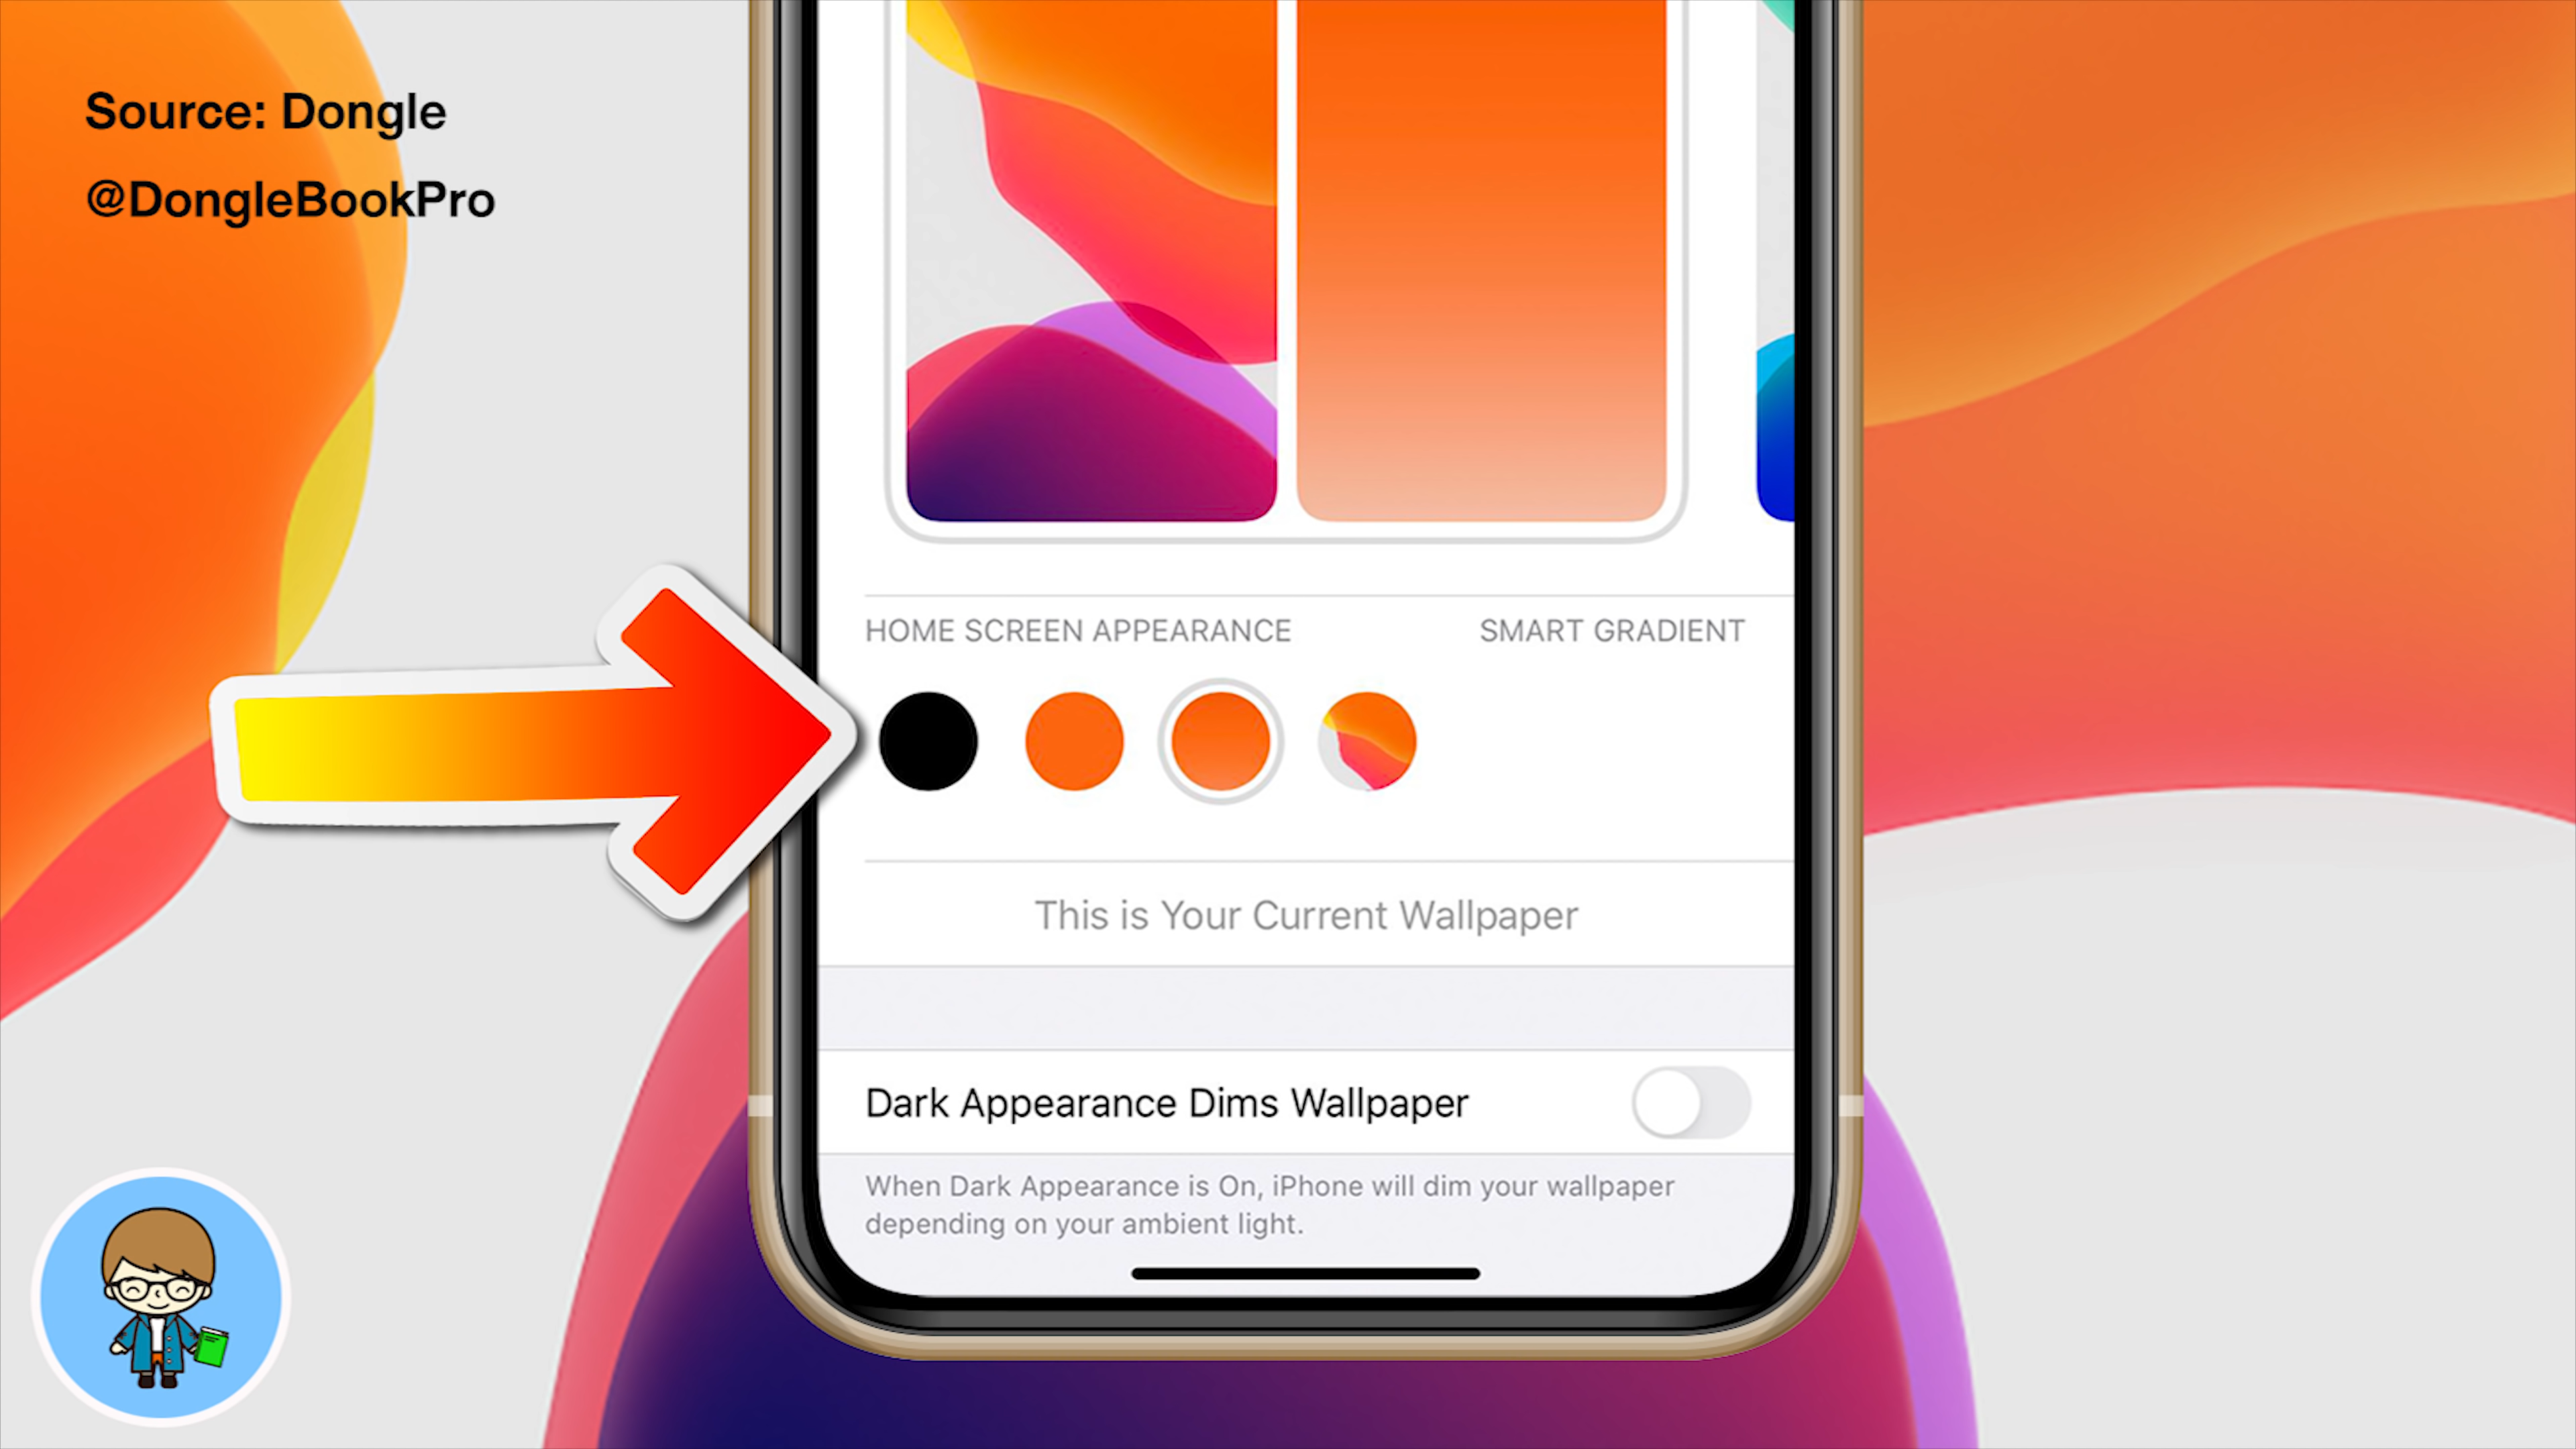 Source: Dongle
@DongleBookPro
HOME SCREEN APPEARANCE
SMART GRADIENT
This is Your Current Wallpaper
Dark Appearance Dims Wallpaper
When Dark Appearance is On, iPhone will dim your wallpaper
depending on your ambient light.